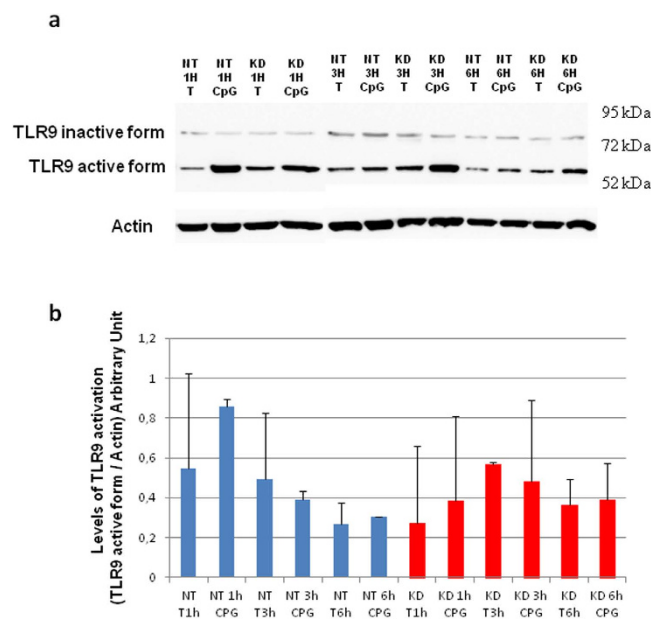 a
NT NT KD KD NT NT KD KD NT NT KD KD
1H 1H 1H 1H 3H 3H 3H 3H 6H 6H 6H 6H
T CpG T CpG T CpG T CpG T CpG T CpG
95 kDa
TLR9 inactive form
72 kDa
TLR9 active form
52 kDa
Actin
b
Levels of TLR9 activation
(TLR9 active form / Actin) Arbitrary Unit
1,2
1
0,8
0,6
0,4
0,2
0
NT NT 1h NT NT 3h NT NT 6h KD KD 1h KD KD 3h KD KD 6h
T1h CPG T3h CPG T6h CPG T1h CPG T3h CPG T6h CPG